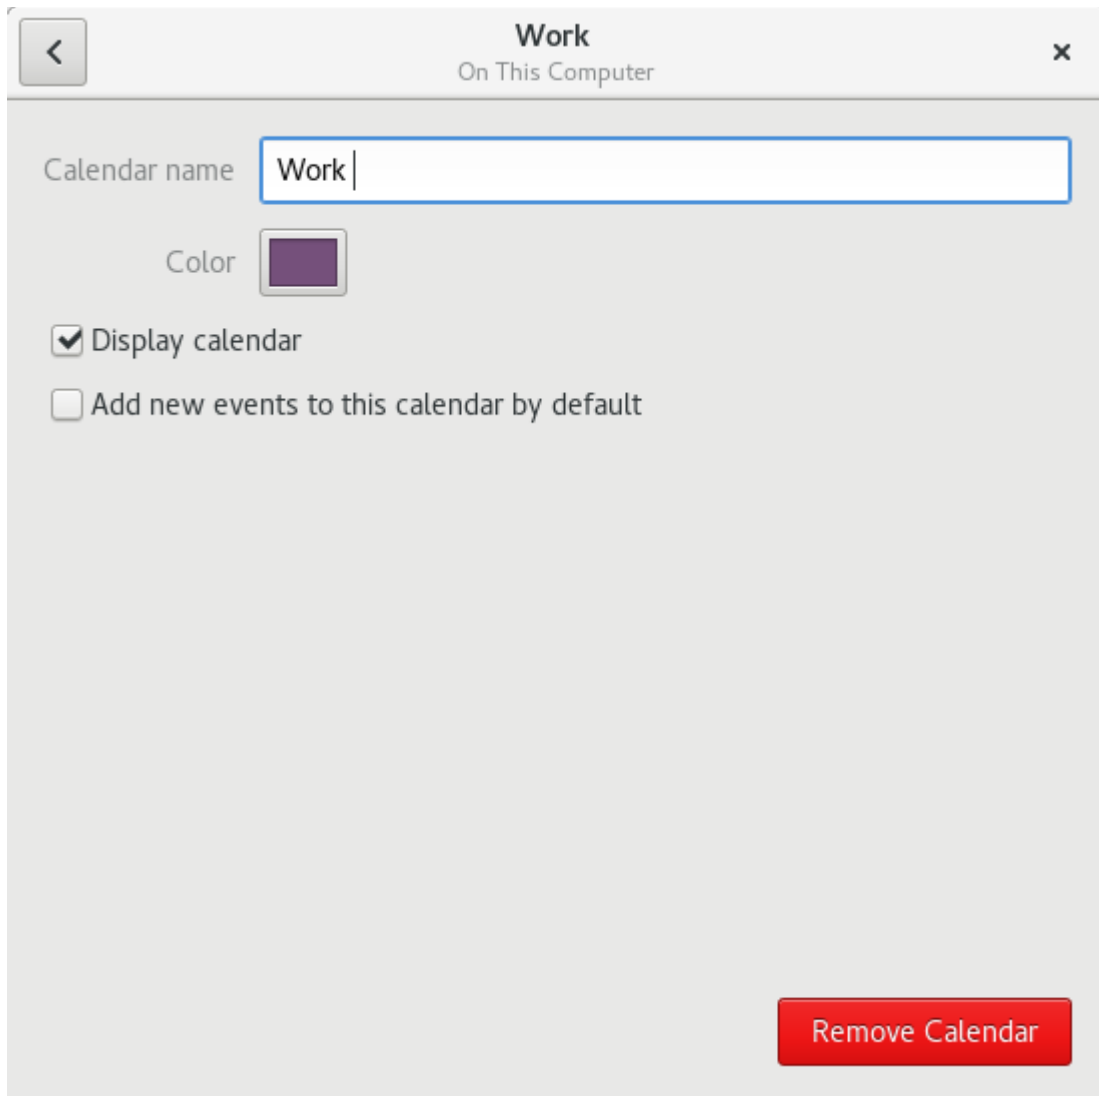 Work
On This Computer
Calendar name
Work
Color
Display calendar
Add new events to this calendar by default
Remove Calendar